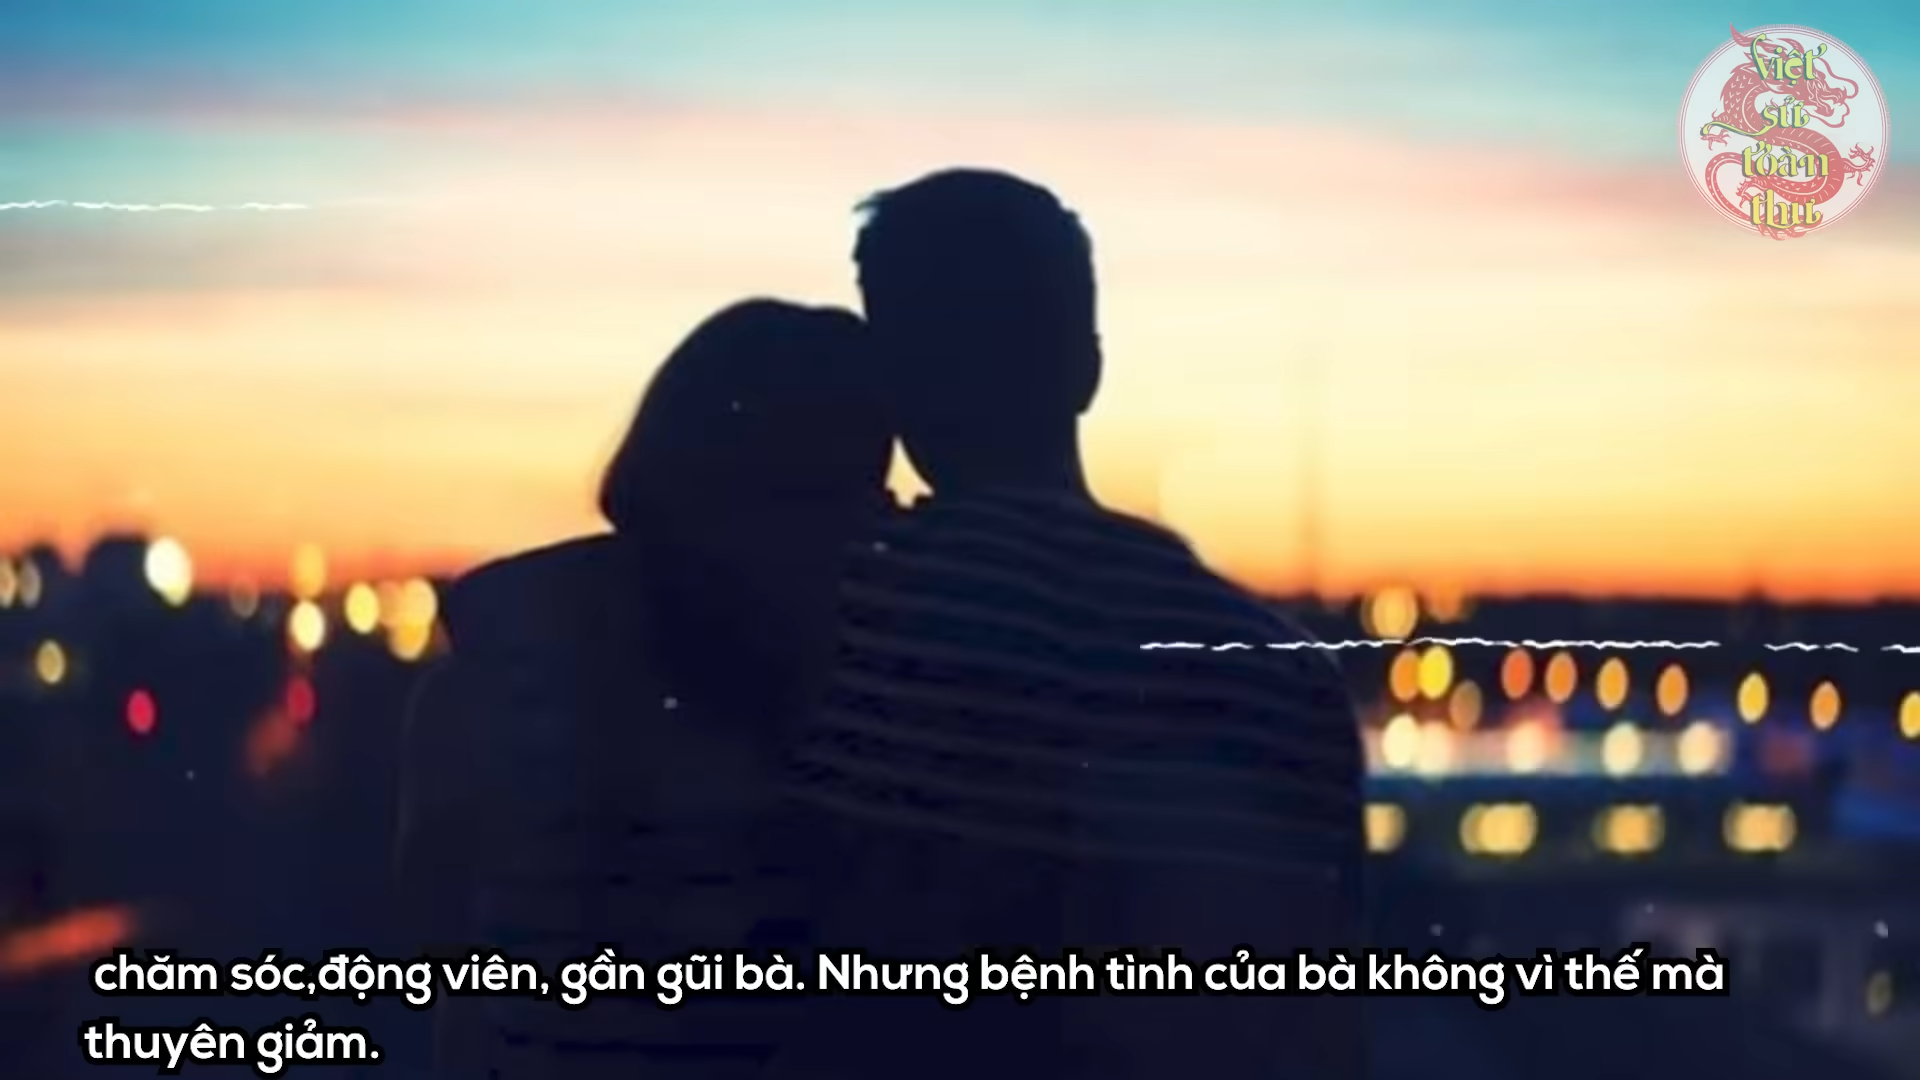 Việt
sử
toàn
thư
chăm sóc,động viên, gần gũi bà. Nhưng bệnh tình của bà không vì thế mà
thuyên giảm.